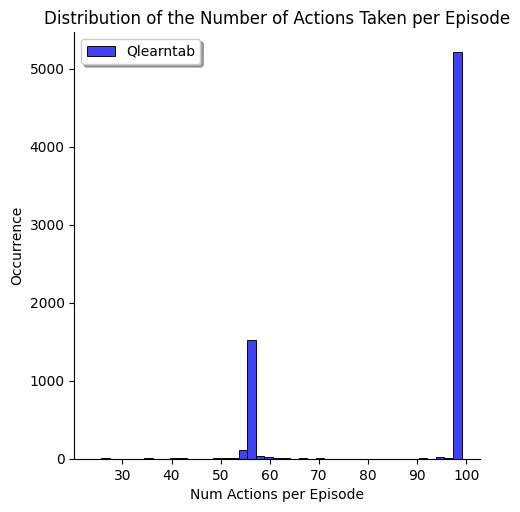 Distribution of the Number of Actions Taken per Episode
Qlearntab
5000
4000
3000
2000
1000
0
Occurrence
30 40 50 60 70 80 90 100
Num Actions per Episode